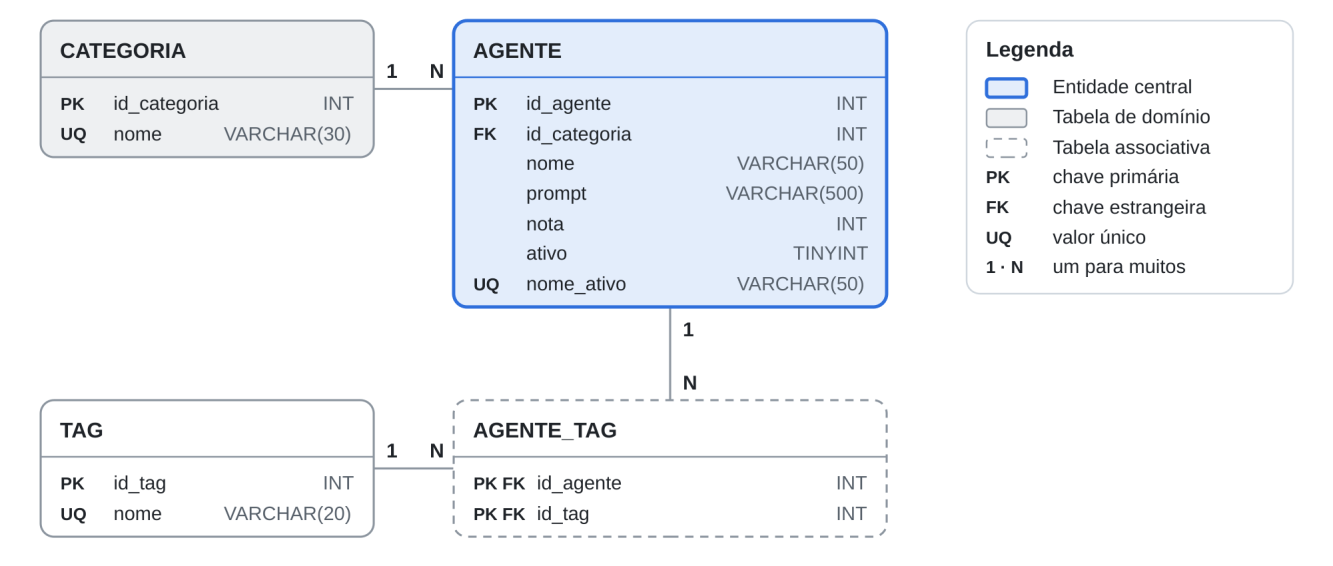 CATEGORIA
PK id_categoria INT
UQ nome VARCHAR(30)
1 N
AGENTE
PK id_agente INT
FK id_categoria INT
nome VARCHAR(50)
prompt VARCHAR(500)
nota INT
ativo TINYINT
UQ nome_ativo VARCHAR(50)
Legenda
Entidade central
Tabela de domínio
Tabela associativa
PK chave primária
FK chave estrangeira
UQ valor único
1 · N um para muitos
1
N
TAG
PK id_tag INT
UQ nome VARCHAR(20)
1 N
AGENTE_TAG
PK FK id_agente INT
PK FK id_tag INT